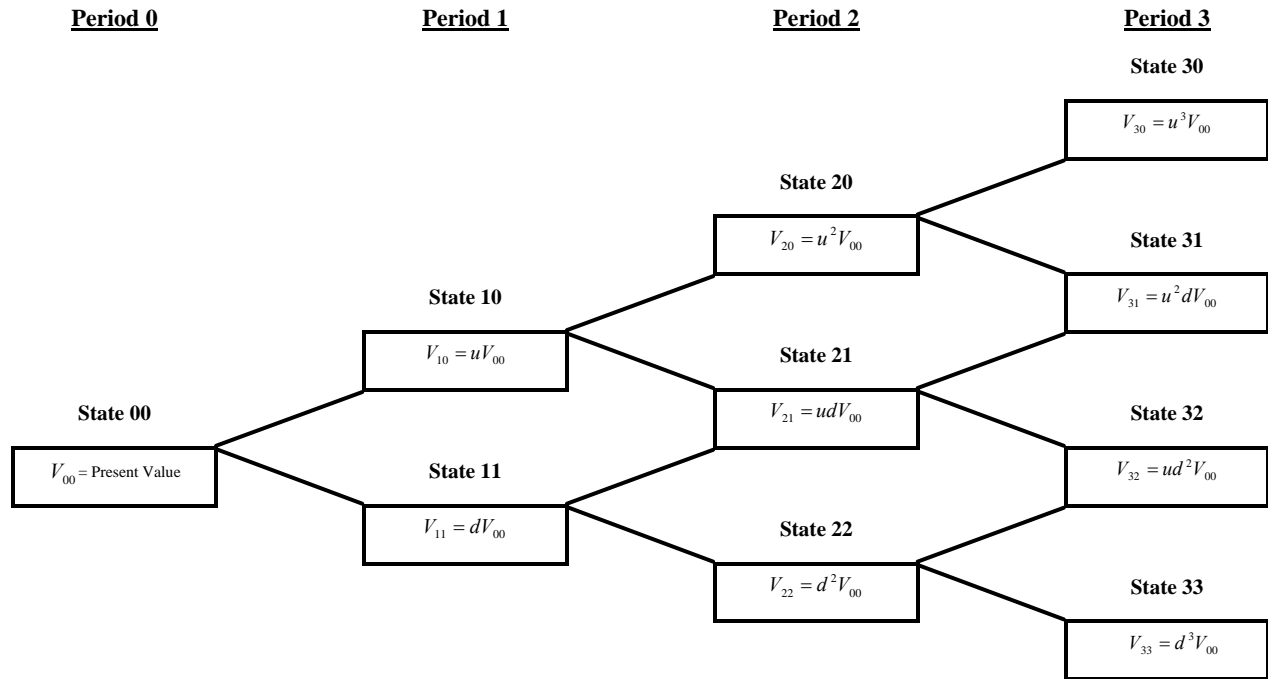 Period 0 Period 1 Period 2 Period 3
State 30
V₃₀ = u³V₀₀
State 20
V₂₀ = u²V₀₀
State 31
V₃₁ = u²dV₀₀
State 10
V₁₀ = uV₀₀
State 21
V₂₁ = udV₀₀
State 00
V₀₀ = Present Value
State 32
V₃₂ = ud²V₀₀
State 11
V₁₁ = dV₀₀
State 22
V₂₂ = d²V₀₀
State 33
V₃₃ = d³V₀₀